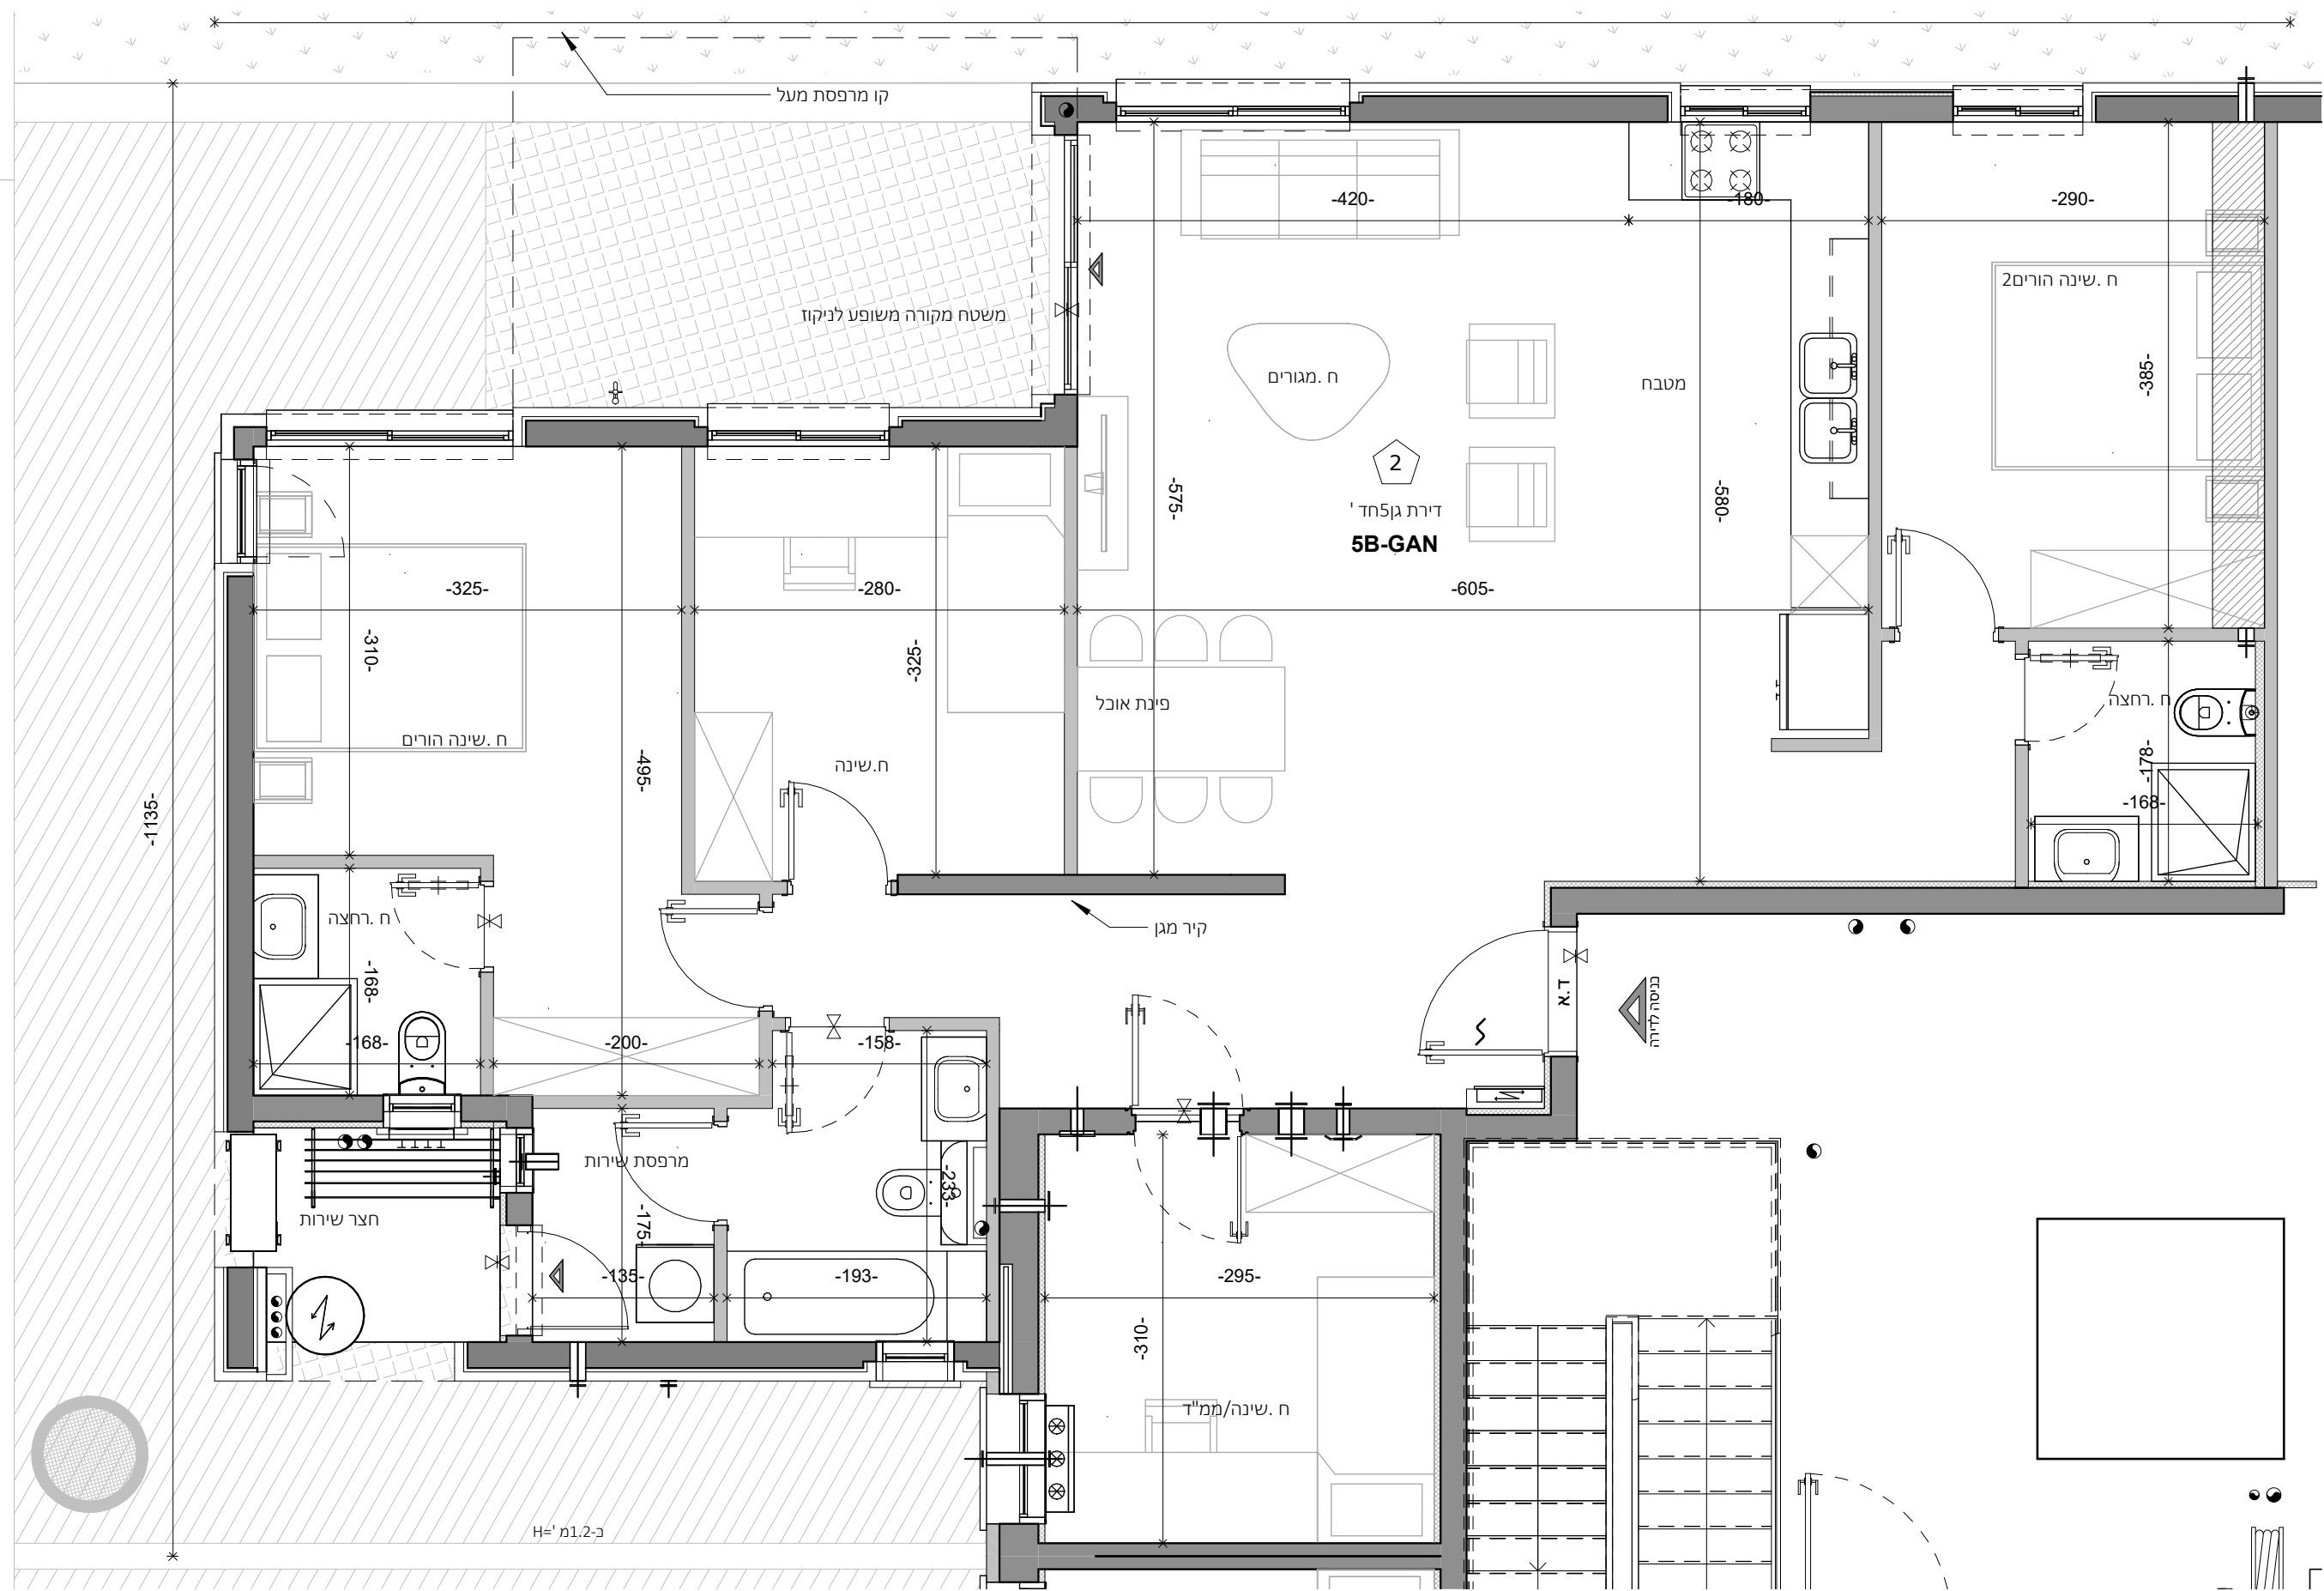 קו מרפסת מעל
-420-
-180-
-290-
משטח מקורה משופע לניקוז
ח .שינה הורים2
ח .מגורים
מטבח
-385-
2
דירת גן5חד '
5B-GAN
-575-
-580-
-325-
-280-
-605-
-310-
-325-
פינת אוכל
ח .רחצה
ח .שינה הורים
ח.שינה
-495-
-178-
-168-
-1135-
ח .רחצה
קיר מגן
-168-
ד.א
כניסה לדירה
-168-
-200-
-158-
מרפסת שירות
-233-
חצר שירות
-175-
-135-
-193-
-295-
-310-
ח .שינה/ממ"ד
H=' כ-1.2מ